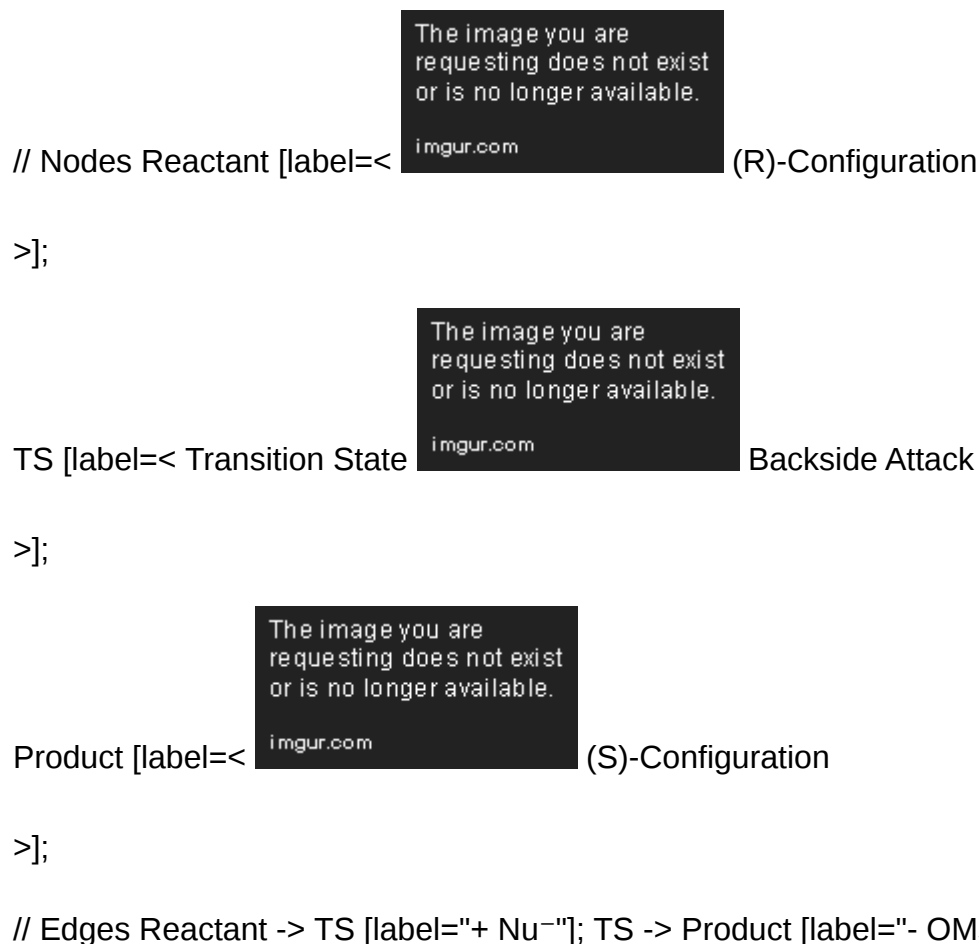 The image you are
requesting does not exist
or is no longer available.
imgur.com
// Nodes Reactant [label=< (R)-Configuration
>];
The image you are
requesting does not exist
or is no longer available.
imgur.com
TS [label=< Transition State Backside Attack
>];
The image you are
requesting does not exist
or is no longer available.
imgur.com
Product [label=< (S)-Configuration
>];
// Edges Reactant -> TS [label="+ Nu⁻"]; TS -> Product [label="- OM